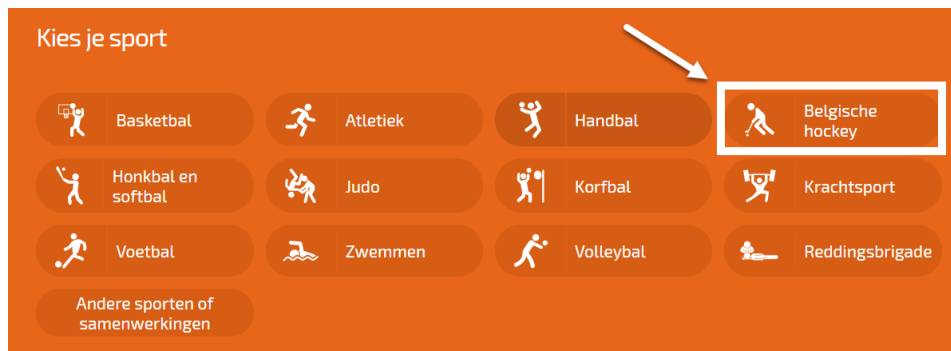 Kies je sport
Basketbal
Atletiek
Handbal
Belgische
hockey
Honkbal en
softbal
Judo
Korfbal
Krachtsport
Voetbal
Zwemmen
Volleybal
Reddingsbrigade
Andere sporten of
samenwerkingen